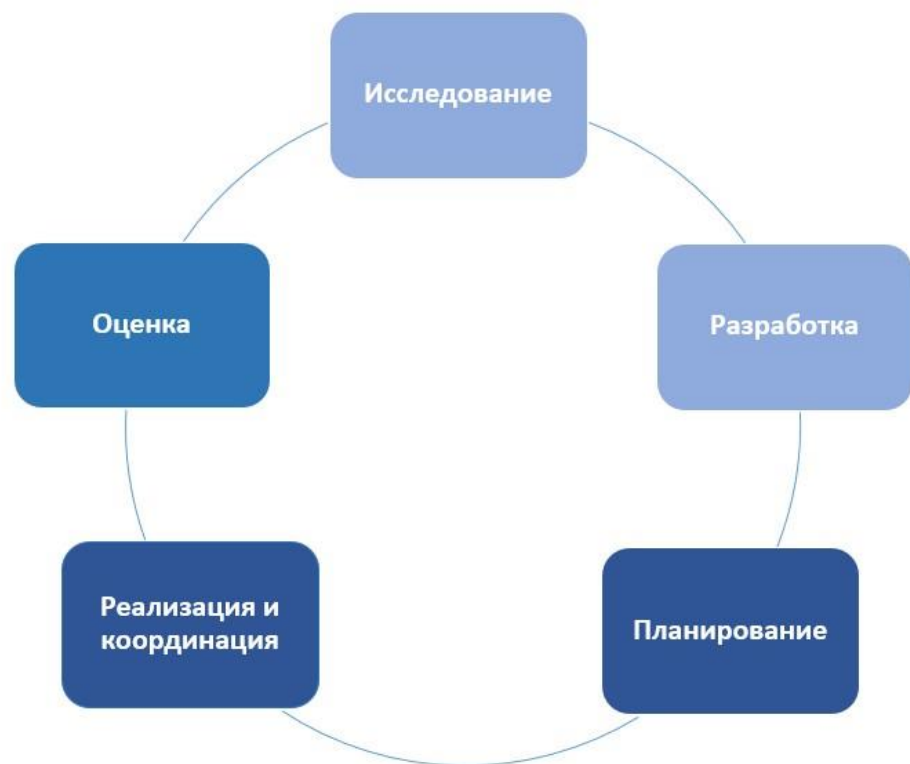 Исследование
Разработка
Планирование
Реализация и
координация
Оценка